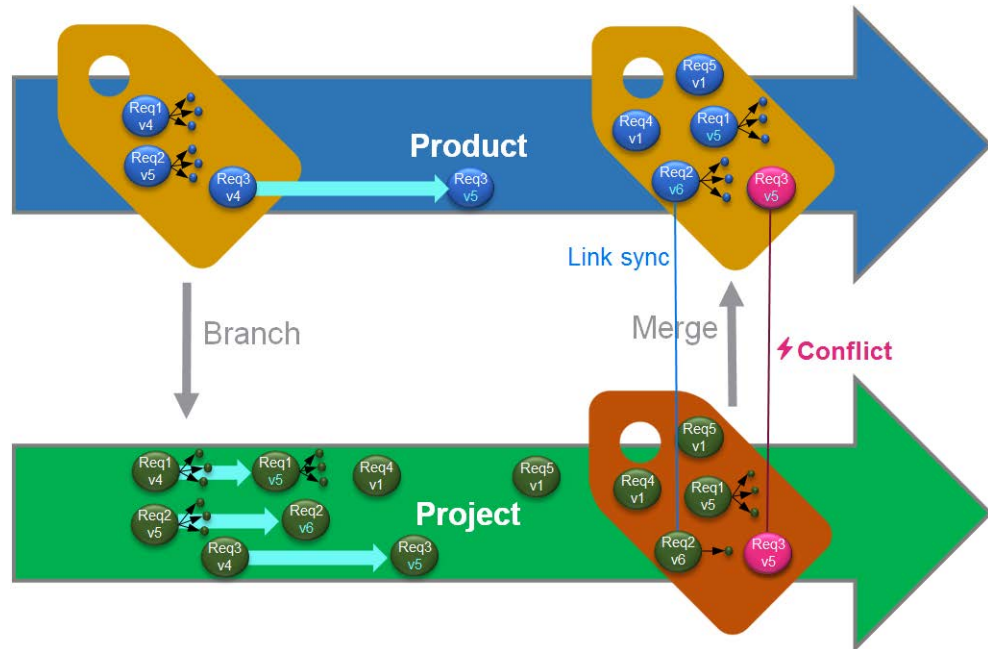 Req5
v1
Req1
v4
Req4
v1
Req1
v5
Product
Req2
v5
Req3
v4
Req3
v5
Req2
v6
Req3
v5
Link sync
Branch
Merge
Conflict
Req5
v1
Req1
v4
Req1
v5
Req4
v1
Req5
v1
Req4
v1
Req1
v5
Req2
v5
Req2
v6
Project
Req3
v4
Req3
v5
Req2
v6
Req3
v5